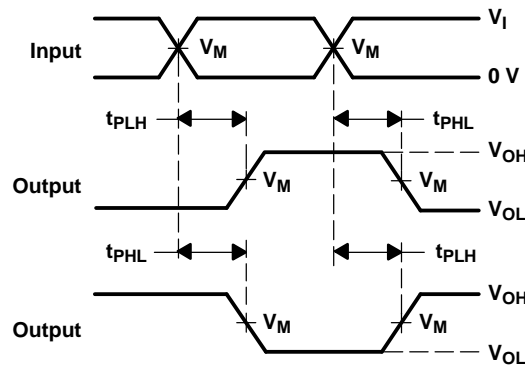 V_I
Input V_M V_M
0 V
t_PLH t_PHL
V_OH
Output V_M V_M
V_OL
t_PHL t_PLH
V_OH
Output V_M V_M
V_OL